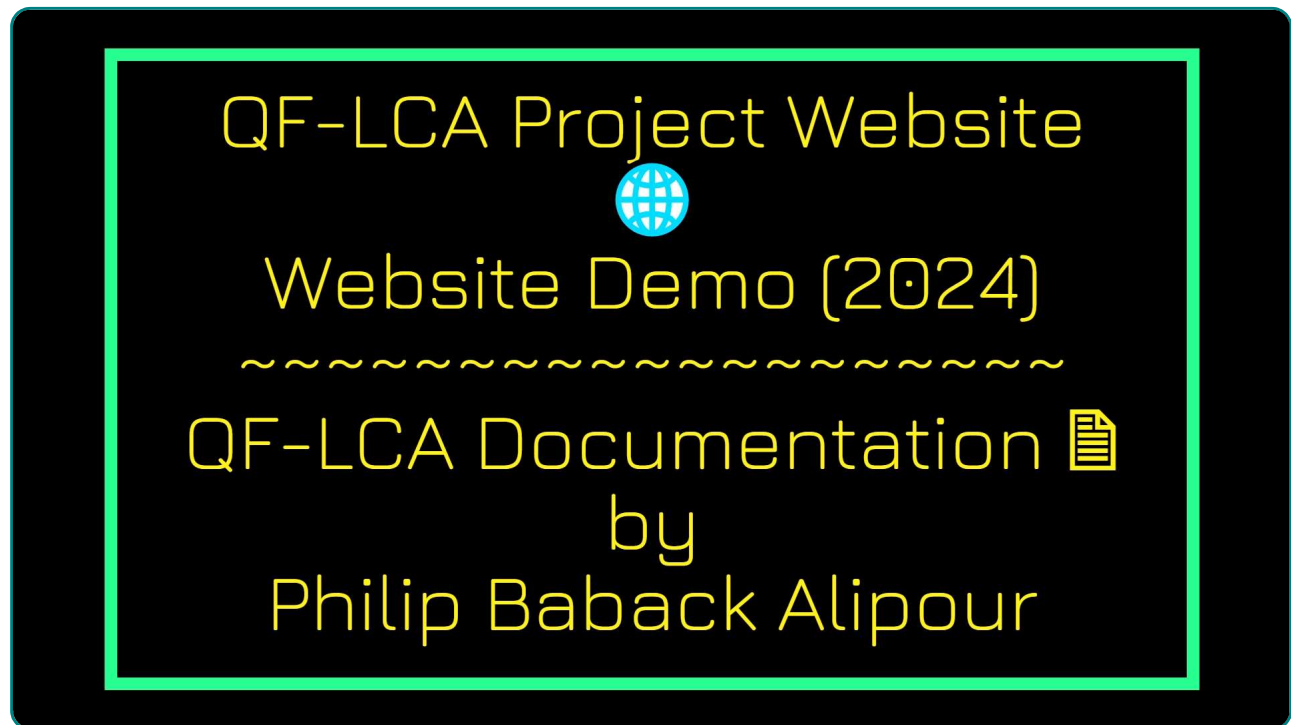 QF-LCA Project Website
🌐
Website Demo (2024)
~~~~~~~~~~~~~~~~~~~
QF-LCA Documentation 🖹
by
Philip Baback Alipour